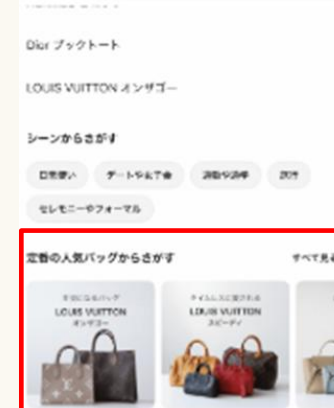 Dior ブックトート
LOUIS VUITTON オンザゴー
シーンからさがす
日常使い デートや女子会 通勤や通学 旅行
セレモニーやフォーマル
定番の人気バッグからさがす すべて見
LOUIS VUITTON LOUIS VUITTON
オンザゴー スピーディ